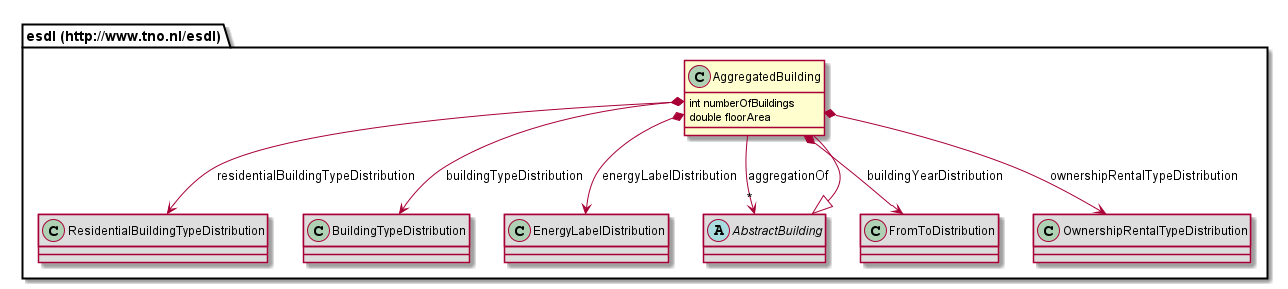 esdl (http://www.tno.nl/esdl)
C AggregatedBuilding
int numberOfBuildings
double floorArea
residentialBuildingTypeDistribution
buildingTypeDistribution
energyLabelDistribution
aggregationOf
buildingYearDistribution
ownershipRentalTypeDistribution
*
C ResidentialBuildingTypeDistribution
C BuildingTypeDistribution
C EnergyLabelDistribution
A AbstractBuilding
C FromToDistribution
C OwnershipRentalTypeDistribution